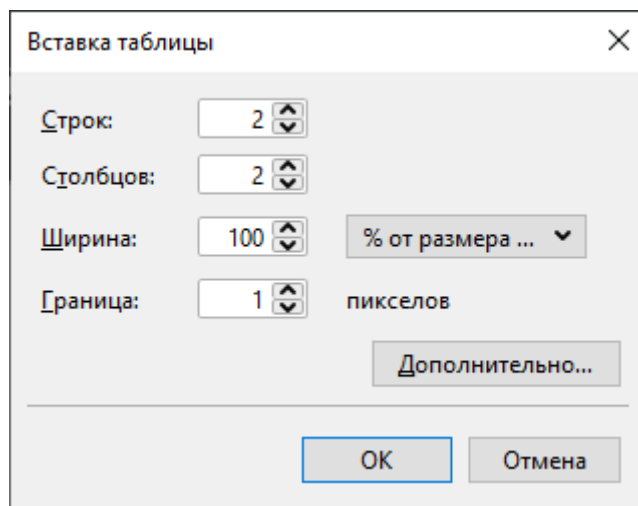 Вставка таблицы
Строк: 2
Столбцов: 2
Ширина: 100 % от размера ...
Граница: 1 пикселов
Дополнительно...
OK Отмена